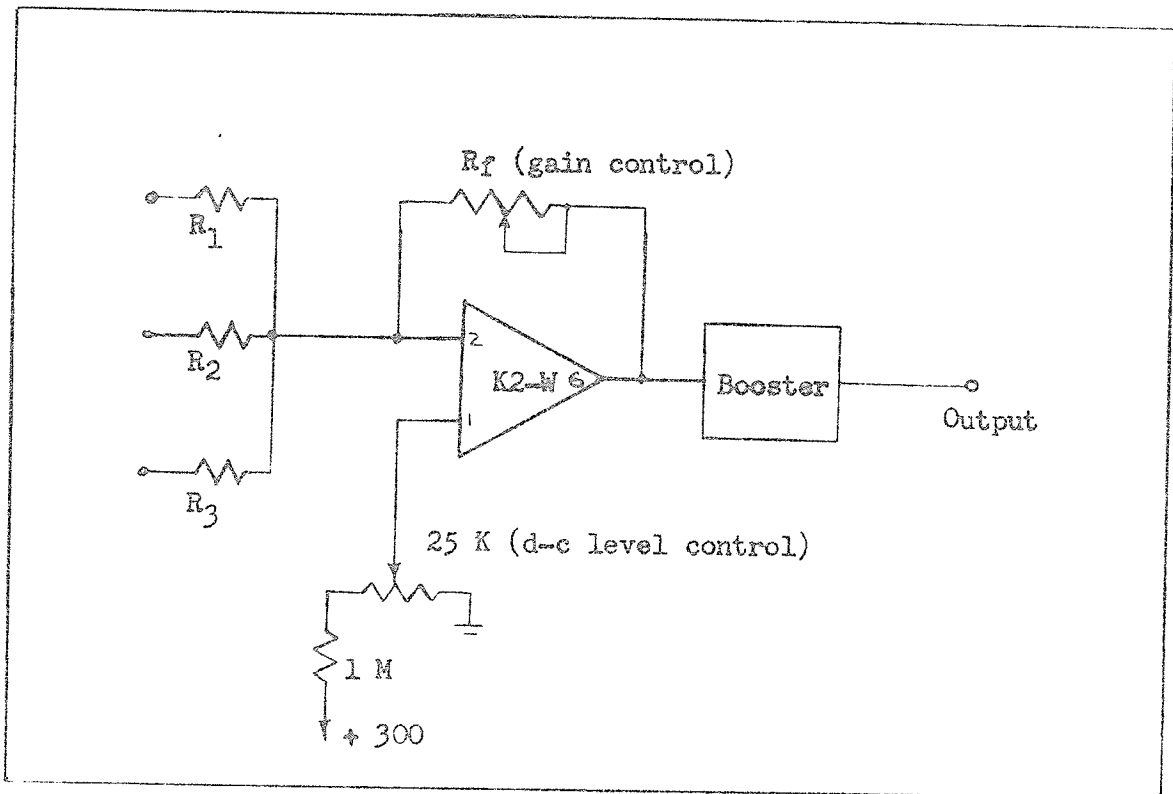 Rf (gain control)
R1
R2
2
K2-W 6
1
Booster
Output
R3
25 K (d-c level control)
1 M
+ 300